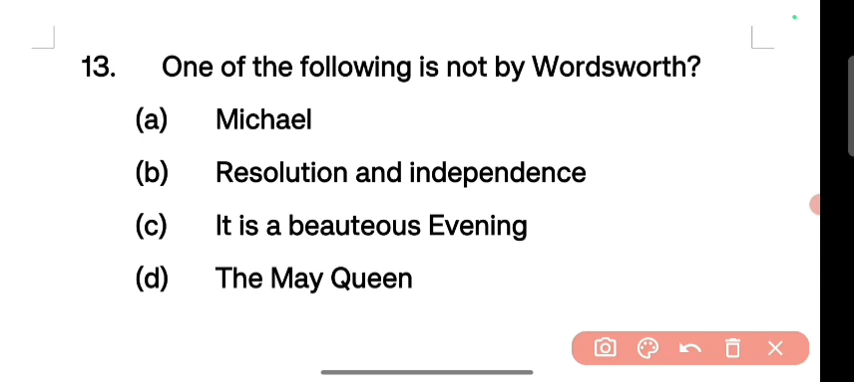 13. One of the following is not by Wordsworth?
(a) Michael
(b) Resolution and independence
(c) It is a beauteous Evening
(d) The May Queen